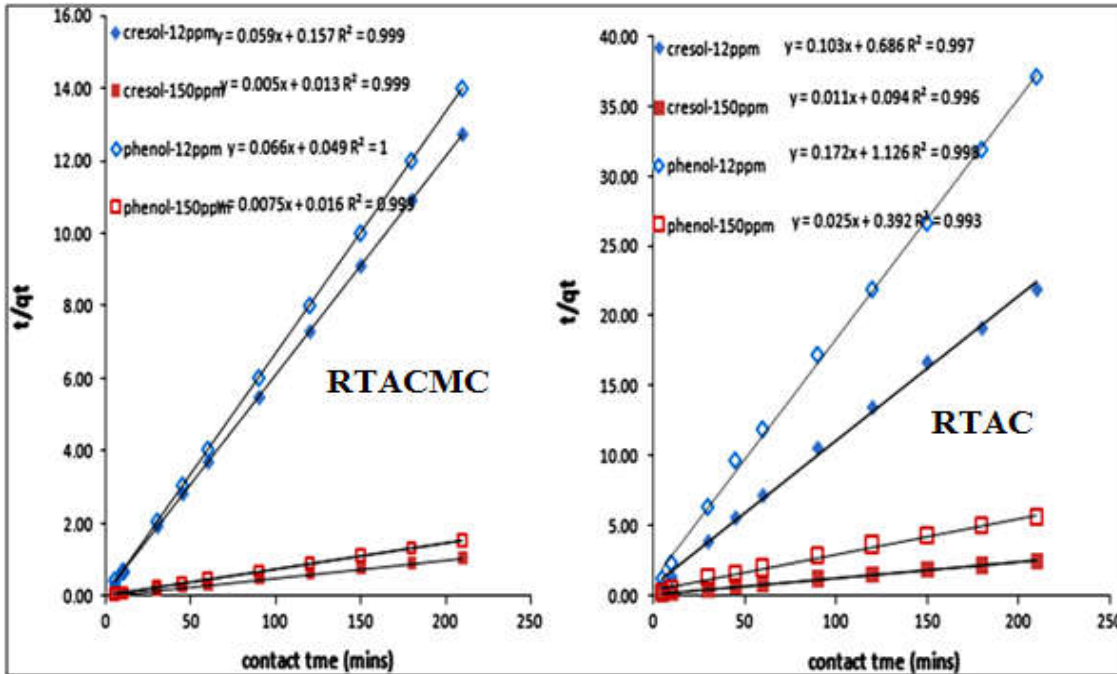 16.00
14.00
12.00
10.00
8.00
6.00
4.00
2.00
0.00
t/qt
cresol-12ppm y = 0.059x + 0.157 R² = 0.999
cresol-150ppm y = 0.005x + 0.013 R² = 0.999
phenol-12ppm y = 0.066x + 0.049 R² = 1
phenol-150ppm y = 0.0075x + 0.016 R² = 0.999
RTACMC
0 50 100 150 200 250
contact tme (mins)
40.00
35.00
30.00
25.00
20.00
15.00
10.00
5.00
0.00
t/qt
cresol-12ppm y = 0.103x + 0.686 R² = 0.997
cresol-150ppm y = 0.011x + 0.094 R² = 0.996
phenol-12ppm y = 0.172x + 1.126 R² =
phenol-150ppm y = 0.025x + 0.392 R² = 0.993
RTAC
0 50 100 150 200 250
contact tme (mins)